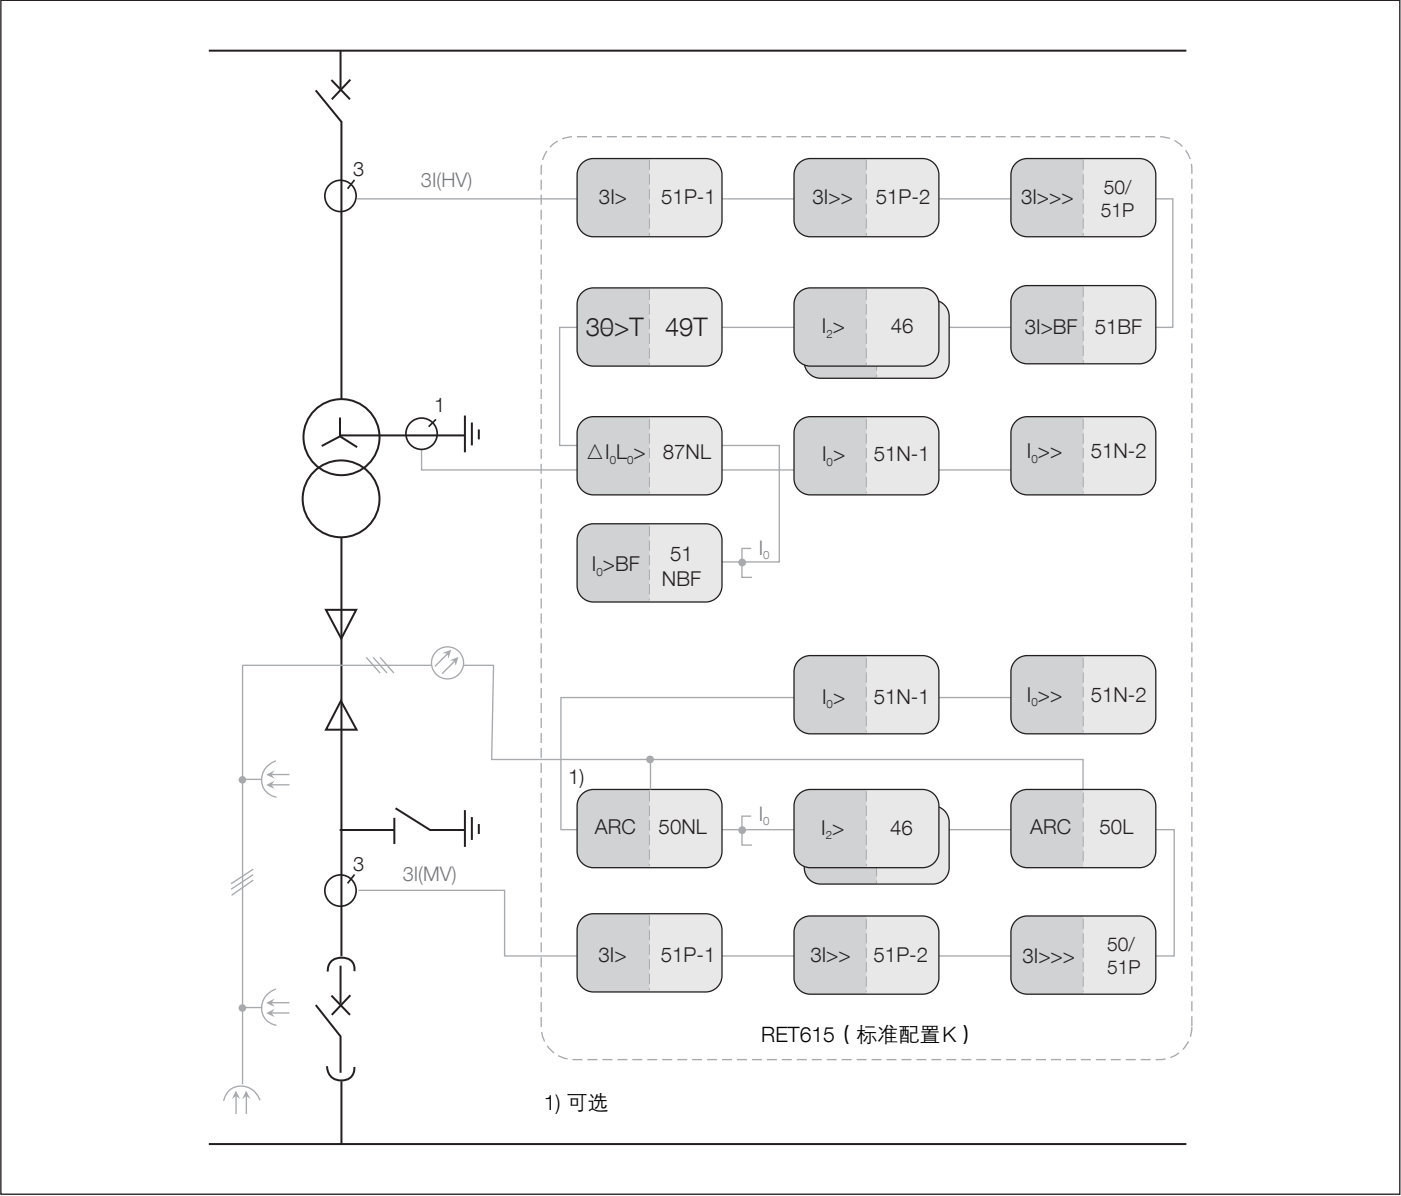 3
3I(HV)
3I>
51P-1
3I>>
51P-2
3I>>>
50/
51P
3θ>T
49T
I₂>
46
3I>BF
51BF
1
△I₀L₀>
87NL
I₀>
51N-1
I₀>>
51N-2
I₀>BF
51
NBF
I₀
I₀>
51N-1
I₀>>
51N-2
1)
ARC
50NL
I₀
I₂>
46
ARC
50L
3
3I(MV)
3I>
51P-1
3I>>
51P-2
3I>>>
50/
51P
RET615（标准配置K）
1) 可选